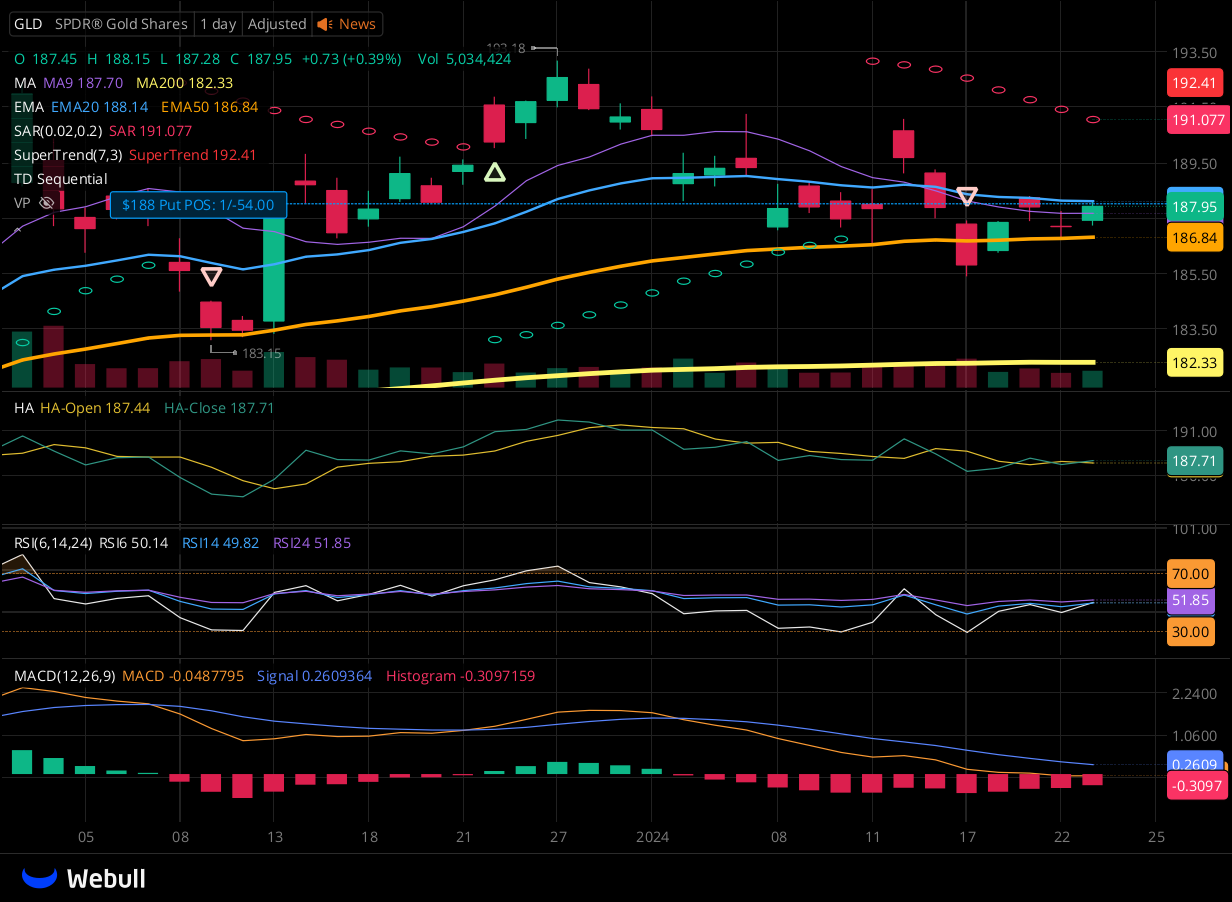 GLD SPDR® Gold Shares 1 day Adjusted News
192.18
193.50
O 187.45 H 188.15 L 187.28 C 187.95 +0.73 (+0.39%) Vol 5,034,424
MA MA9 187.70 MA200 182.33
192.41
EMA EMA20 188.14 EMA50 186.84
191.077
SAR(0.02,0.2) SAR 191.077
SuperTrend(7,3) SuperTrend 192.41
189.50
TD Sequential
VP
$188 Put POS: 1/-54.00
187.95
186.84
185.50
183.50
183.15
182.33
HA HA-Open 187.44 HA-Close 187.71
191.00
187.71
101.00
RSI(6,14,24) RSI6 50.14 RSI14 49.82 RSI24 51.85
70.00
51.85
30.00
MACD(12,26,9) MACD -0.0487795 Signal 0.2609364 Histogram -0.3097159
2.2400
1.0600
0.2609
-0.3097
05 08 13 18 21 27 2024 08 11 17 22 25
Webull